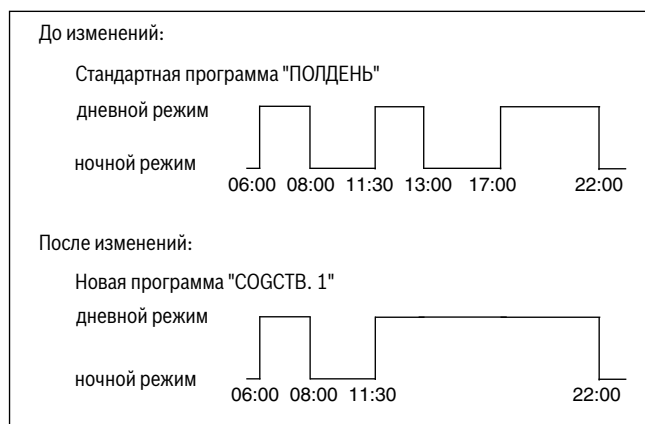 До изменений:
Стандартная программа "ПОЛДЕНЬ"
дневной режим
ночной режим
06:00 08:00 11:30 13:00 17:00 22:00
После изменений:
Новая программа "СОGСТВ. 1"
дневной режим
ночной режим
06:00 08:00 11:30 22:00